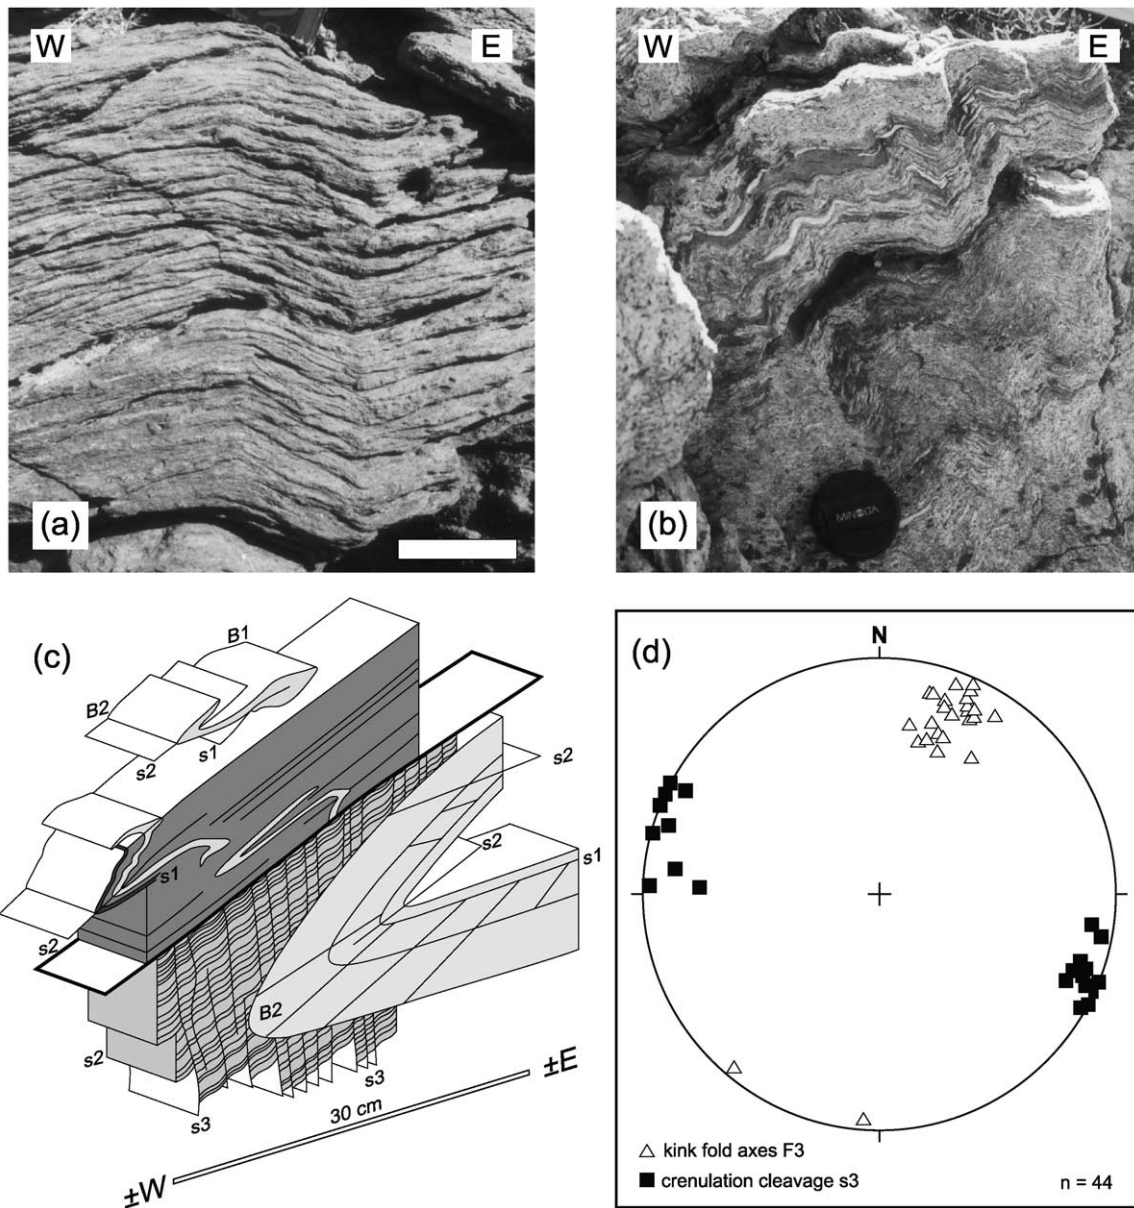 W
E
(a)
W
E
MINOLTA
(b)
(c)
B1
B2
s2
s1
s2
s2
s1
s1
s2
B2
s2
s3
s3
30 cm
±E
±W
(d)
N
kink fold axes F3
crenulation cleavage s3
n = 44